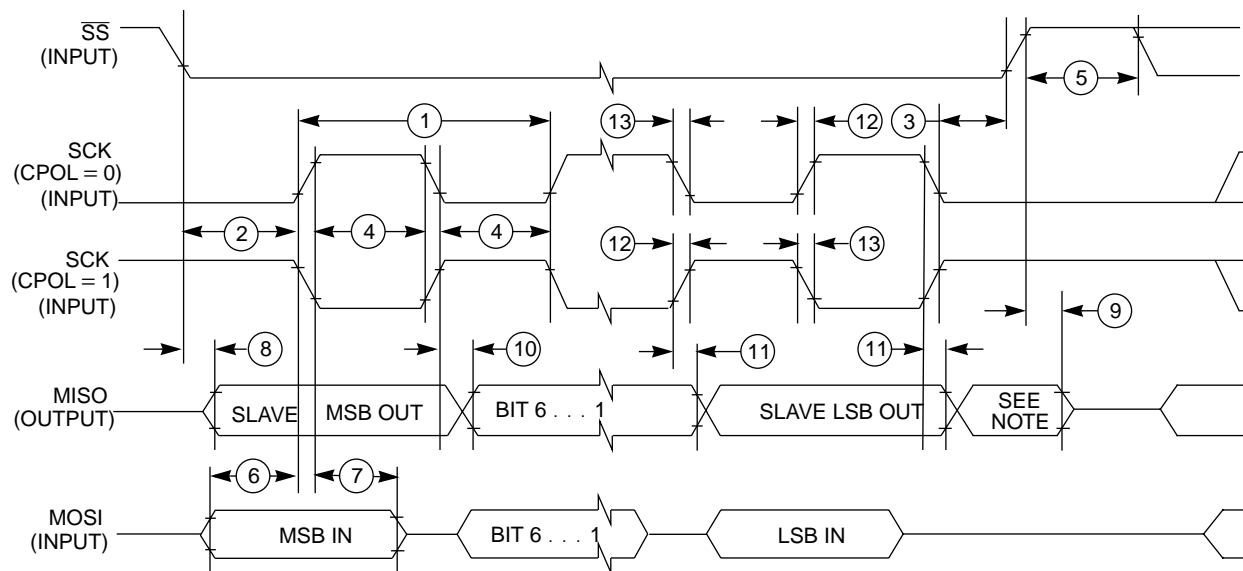 SS
(INPUT)
5
1
13
12
3
SCK
(CPOL = 0)
(INPUT)
2
4
4
12
13
SCK
(CPOL = 1)
(INPUT)
8
10
11
11
9
MISO
(OUTPUT)
SLAVE
MSB OUT
BIT 6 . . . 1
SLAVE LSB OUT
SEE
NOTE
6
7
MOSI
(INPUT)
MSB IN
BIT 6 . . . 1
LSB IN